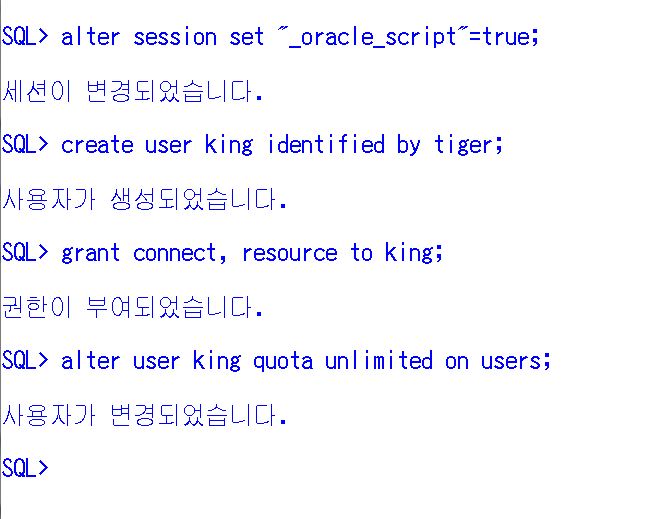 SQL> alter session set "_oracle_script"=true;
세션이 변경되었습니다.
SQL> create user king identified by tiger;
사용자가 생성되었습니다.
SQL> grant connect, resource to king;
권한이 부여되었습니다.
SQL> alter user king quota unlimited on users;
사용자가 변경되었습니다.
SQL>